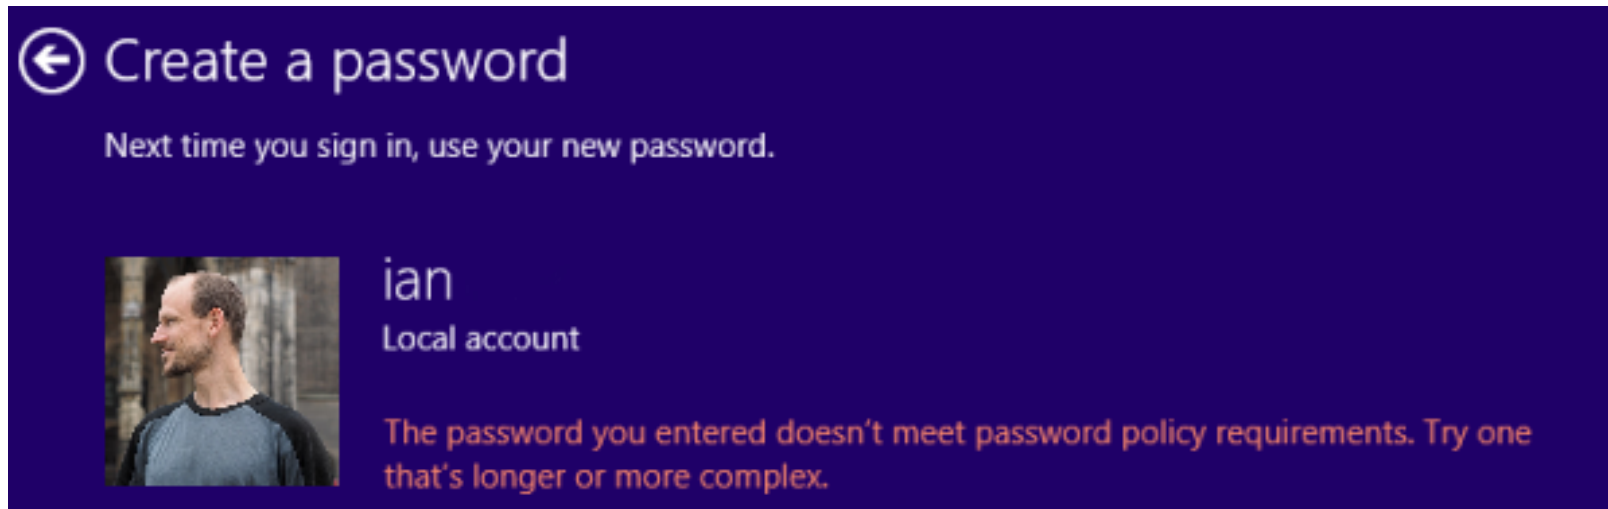 Create a password
Next time you sign in, use your new password.
ian
Local account
The password you entered doesn't meet password policy requirements. Try one
that's longer or more complex.